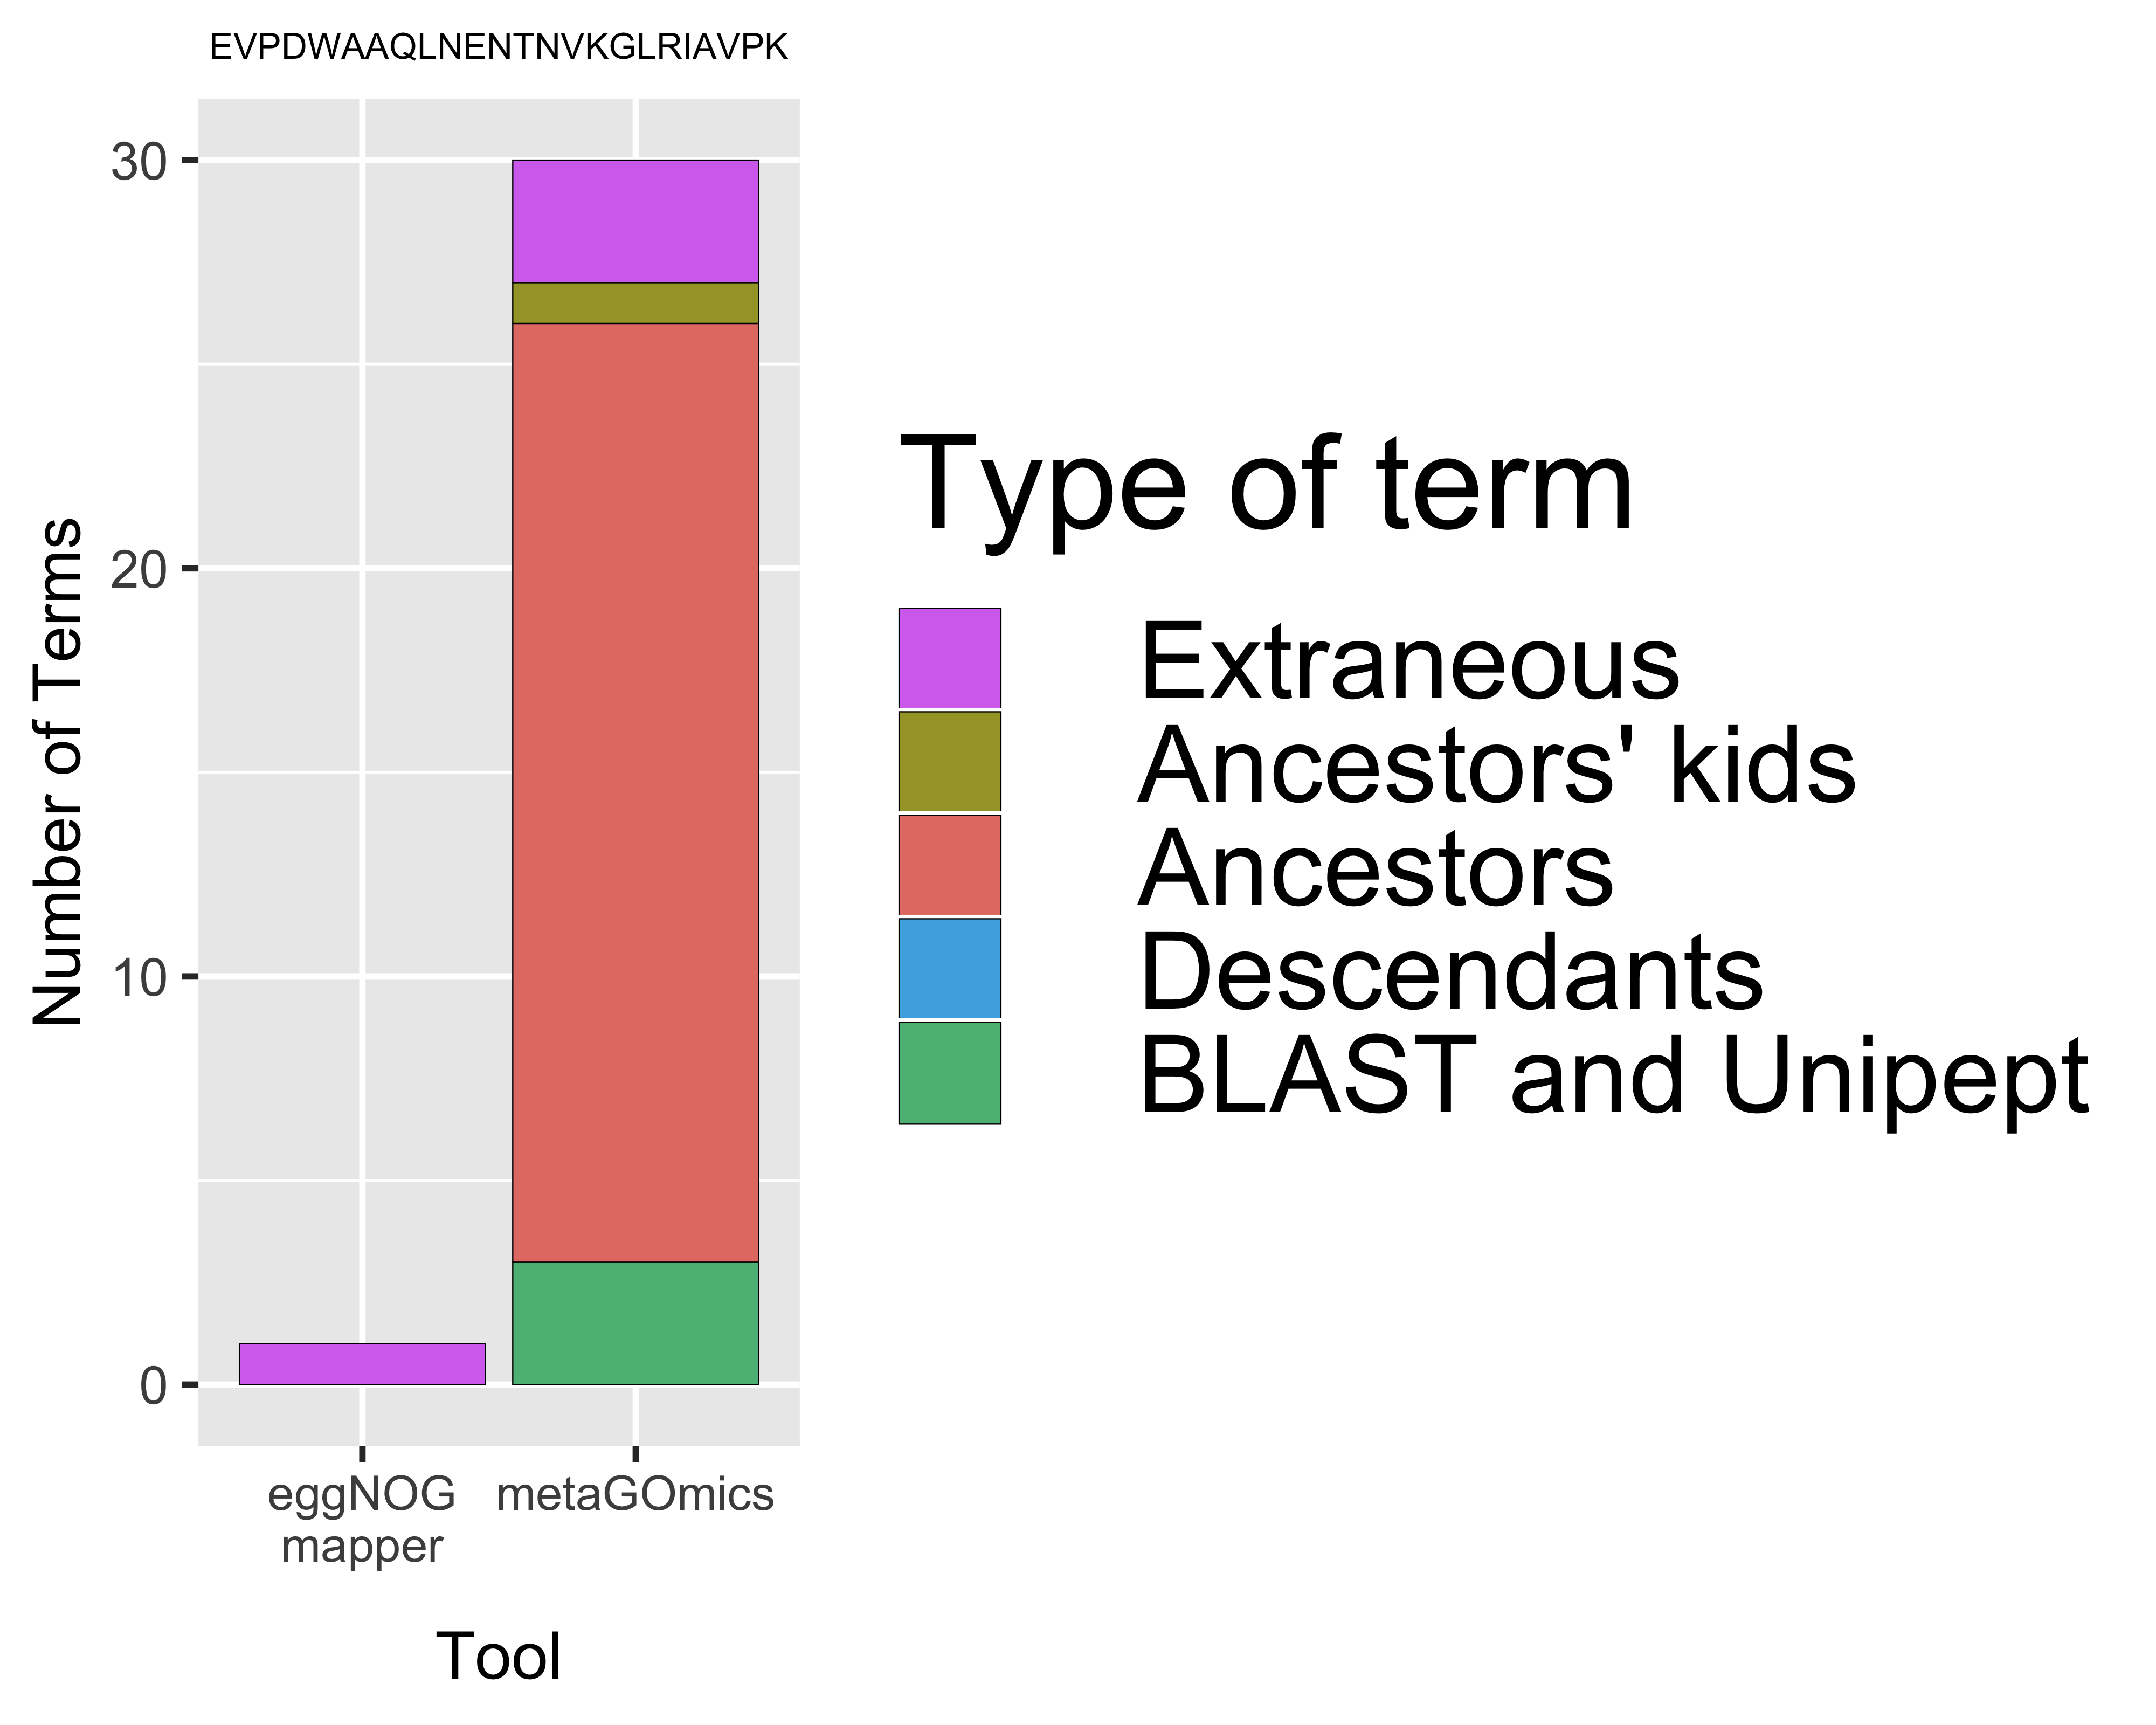 EVPDWAAQLNENTNVKGLRIAVPK
30
20
10
0
Number of Terms
eggNOG
mapper
metaGOmics
Tool
Type of term
Extraneous
Ancestors' kids
Ancestors
Descendants
BLAST and Unipept